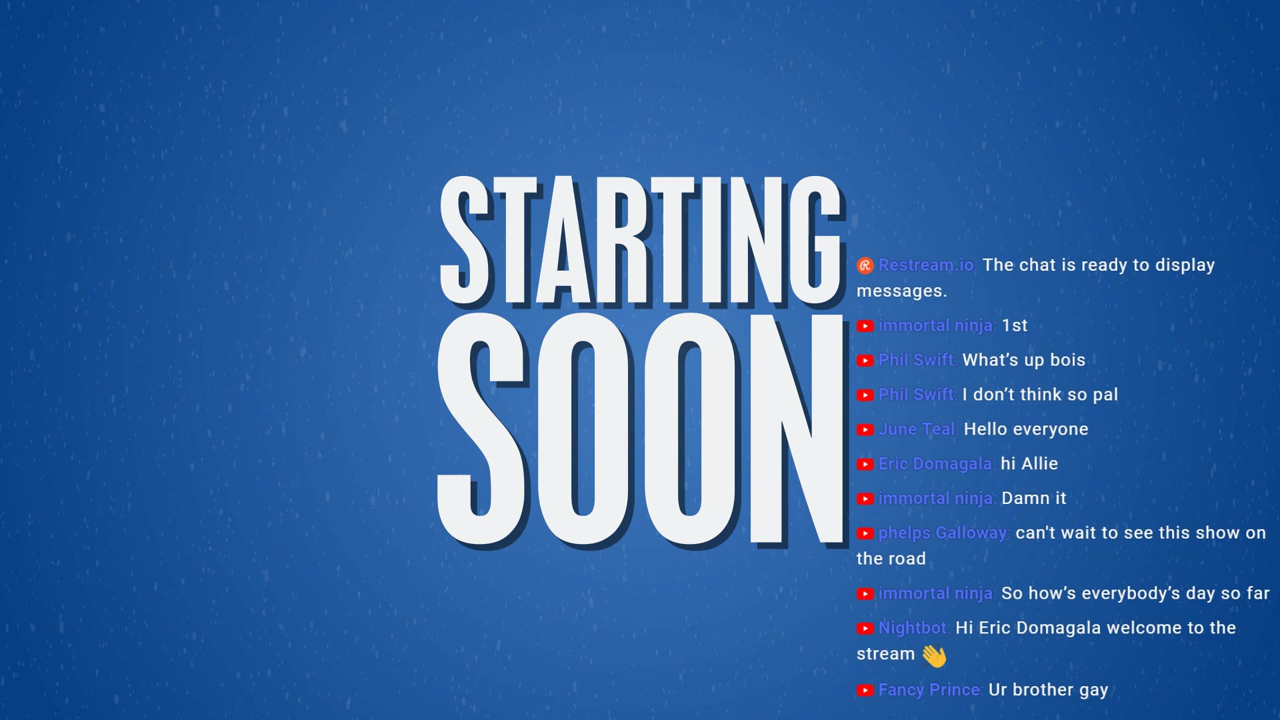 STARTING
SOON
Restream.io The chat is ready to display
messages.
immortal ninja 1st
Phil Swift What’s up bois
Phil Swift I don’t think so pal
June Teal Hello everyone
Eric Domagala hi Allie
immortal ninja Damn it
phelps Galloway can't wait to see this show on
the road
immortal ninja So how’s everybody’s day so far
Nightbot Hi Eric Domagala welcome to the
stream 👋
Fancy Prince Ur brother gay